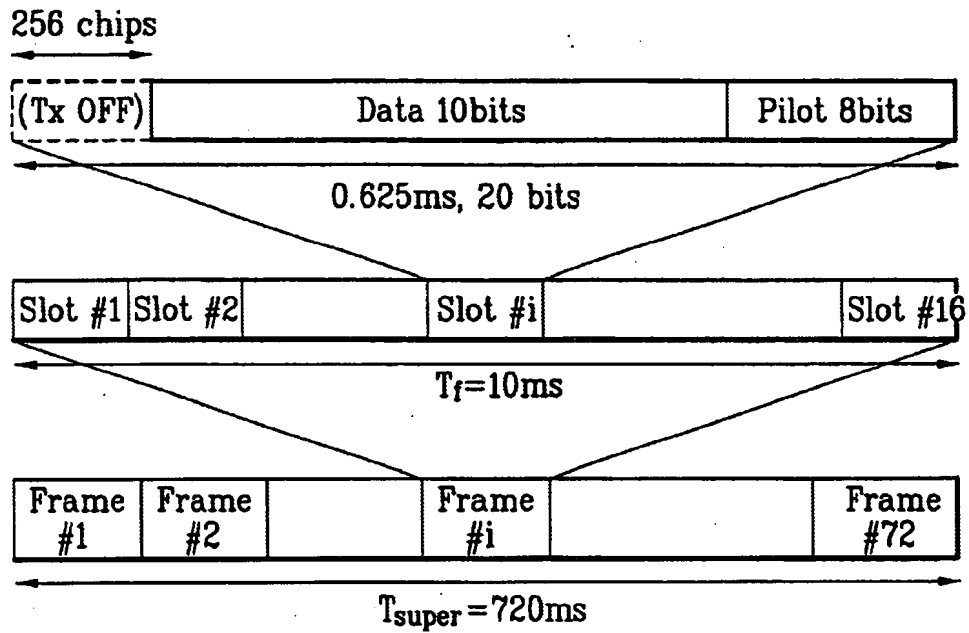 256 chips
(Tx OFF) Data 10bits Pilot 8bits
0.625ms, 20 bits
Slot #1 Slot #2 Slot #i Slot #16
Tf=10ms
Frame #1 Frame #2 Frame #i Frame #72
Tsuper=720ms